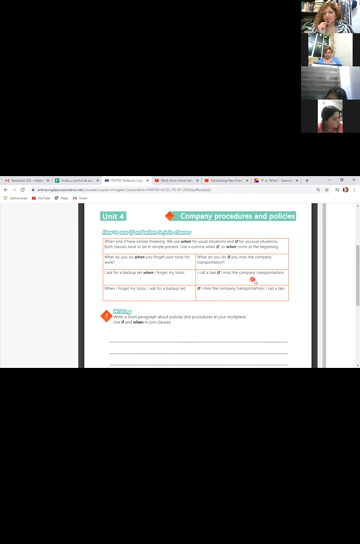 Unit 4
Company procedures and policies
How to use if and when to join clauses
When and if have similar meaning. We use when for usual situations and if for unusual situations.
Both clauses have to be in simple present. Use a comma when if or when come at the beginning.
What do you do when you forget your tools for work?
What do you do if you miss the company transportation?
I ask for a backup set when I forget my tools.
I call a taxi if I miss the company transportation.
When I forget my tools, I ask for a backup set.
If I miss the company transportation, I call a taxi.
Writing
Write a short paragraph about policies and procedures at your workplace.
Use if and when to join clauses.